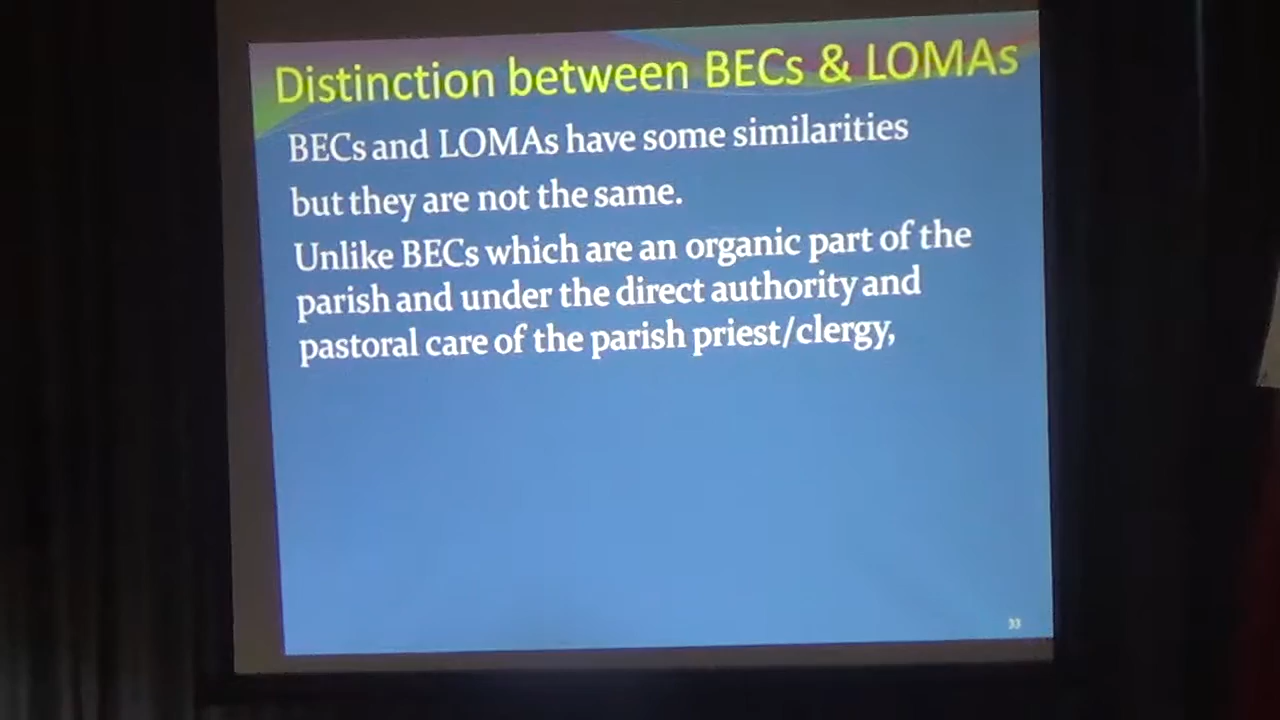 Distinction between BECs & LOMAs
BECs and LOMAs have some similarities
but they are not the same.
Unlike BECs which are an organic part of the
parish and under the direct authority and
pastoral care of the parish priest/clergy,
33